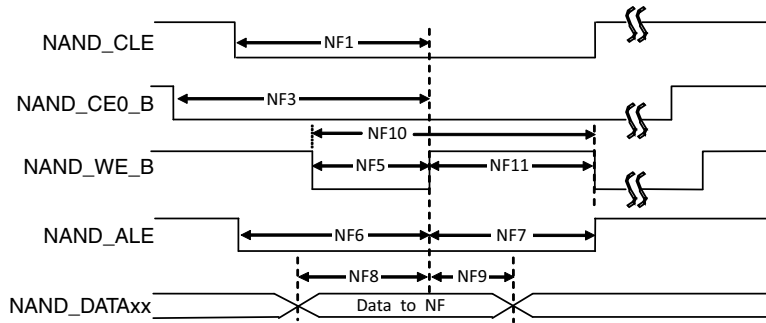 NAND_CLE
NF1
NAND_CE0_B
NF3
NF10
NAND_WE_B
NF5
NF11
NAND_ALE
NF6
NF7
NF8
NF9
NAND_DATAxx
Data to NF